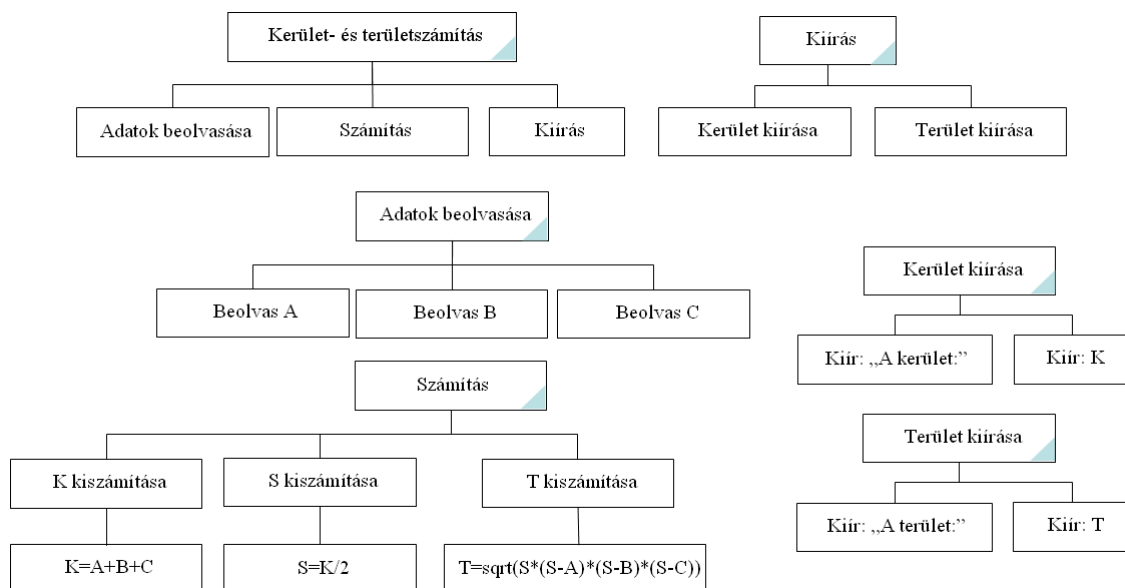 Kerület- és területszámítás
Adatok beolvasása
Számítás
Kiírás
Kiírás
Kerület kiírása
Terület kiírása
Adatok beolvasása
Beolvas A
Beolvas B
Beolvas C
Kerület kiírása
Kiír: „A kerület:”
Kiír: K
Számítás
K kiszámítása
S kiszámítása
T kiszámítása
K=A+B+C
S=K/2
T=sqrt(S*(S-A)*(S-B)*(S-C))
Terület kiírása
Kiír: „A terület:”
Kiír: T